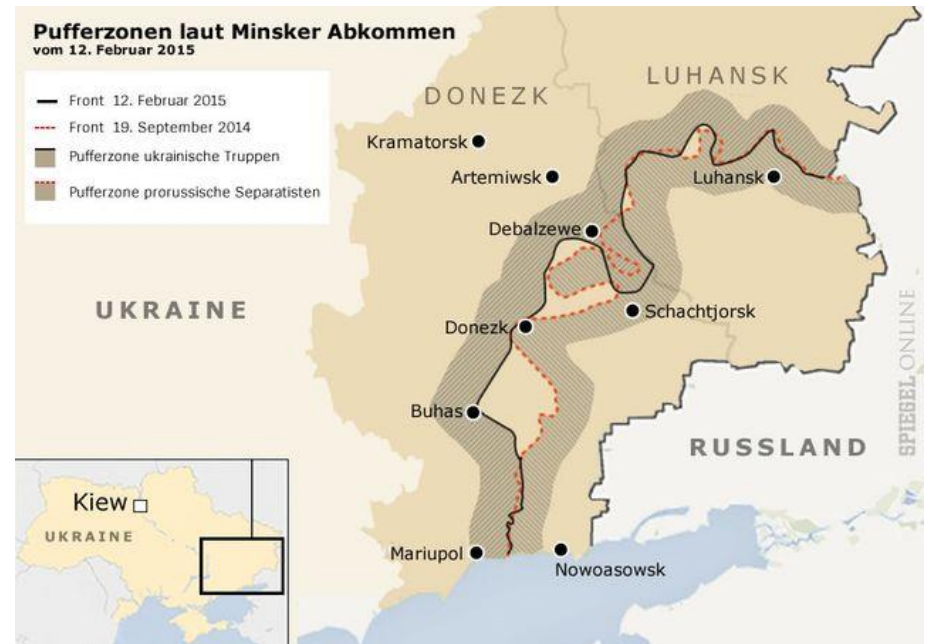 Pufferzonen laut Minsker Abkommen
vom 12. Februar 2015
Front 12. Februar 2015
Front 19. September 2014
Pufferzone ukrainische Truppen
Pufferzone prorussische Separatisten
LUHANSK
DONEZK
Kramatorsk
Artemiwsk
Luhansk
Debalzewe
UKRAINE
Schachtjorsk
Donezk
Buhas
RUSSLAND
SPIEGEL ONLINE
Kiew
UKRAINE
Mariupol
Nowoasowsk